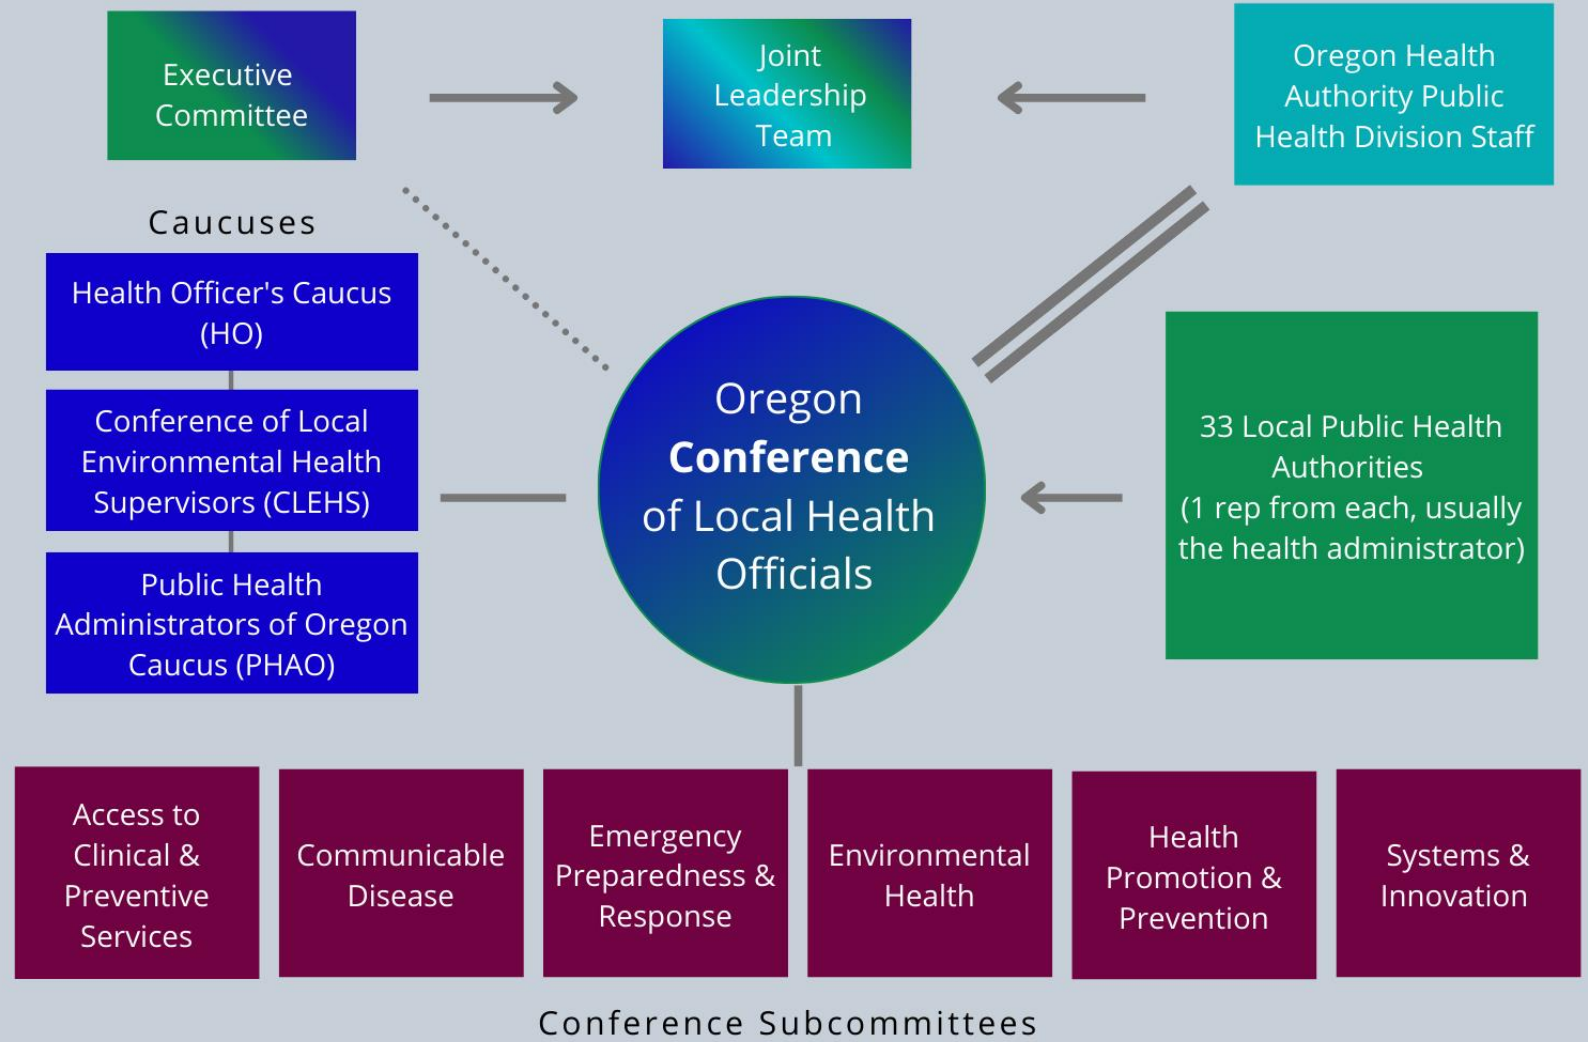 Executive
Committee
Joint
Leadership
Team
Oregon Health
Authority Public
Health Division Staff
Caucuses
Health Officer's Caucus
(HO)
Conference of Local
Environmental Health
Supervisors (CLEHS)
Public Health
Administrators of Oregon
Caucus (PHAO)
Oregon
Conference
of Local Health
Officials
33 Local Public Health
Authorities
(1 rep from each, usually
the health administrator)
Access to
Clinical &
Preventive
Services
Communicable
Disease
Emergency
Preparedness &
Response
Environmental
Health
Health
Promotion &
Prevention
Systems &
Innovation
Conference Subcommittees